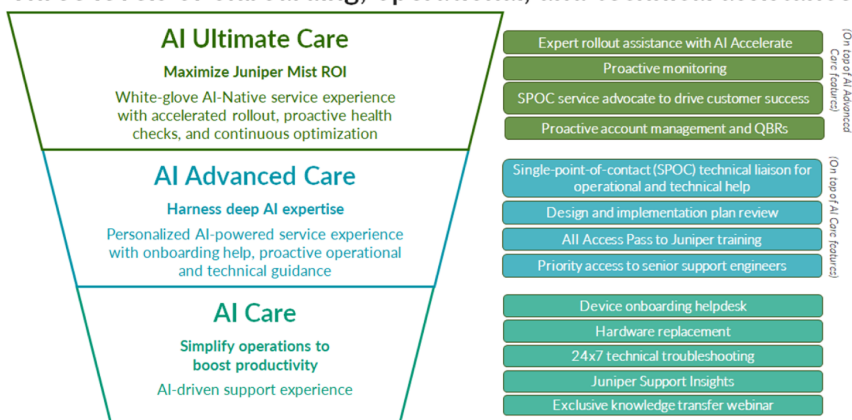 AI Ultimate Care
Maximize Juniper Mist ROI
White-glove AI-Native service experience
with accelerated rollout, proactive health
checks, and continuous optimization
Expert rollout assistance with AI Accelerate
Proactive monitoring
SPOC service advocate to drive customer success
Proactive account management and QBRs
(On top of AI Advanced
Care features)
AI Advanced Care
Harness deep AI expertise
Personalized AI-powered service experience
with onboarding help, proactive operational
and technical guidance
Single-point-of-contact (SPOC) technical liaison for
operational and technical help
Design and implementation plan review
All Access Pass to Juniper training
Priority access to senior support engineers
(On top of AI Care features)
AI Care
Simplify operations to
boost productivity
AI-driven support experience
Device onboarding helpdesk
Hardware replacement
24x7 technical troubleshooting
Juniper Support Insights
Exclusive knowledge transfer webinar